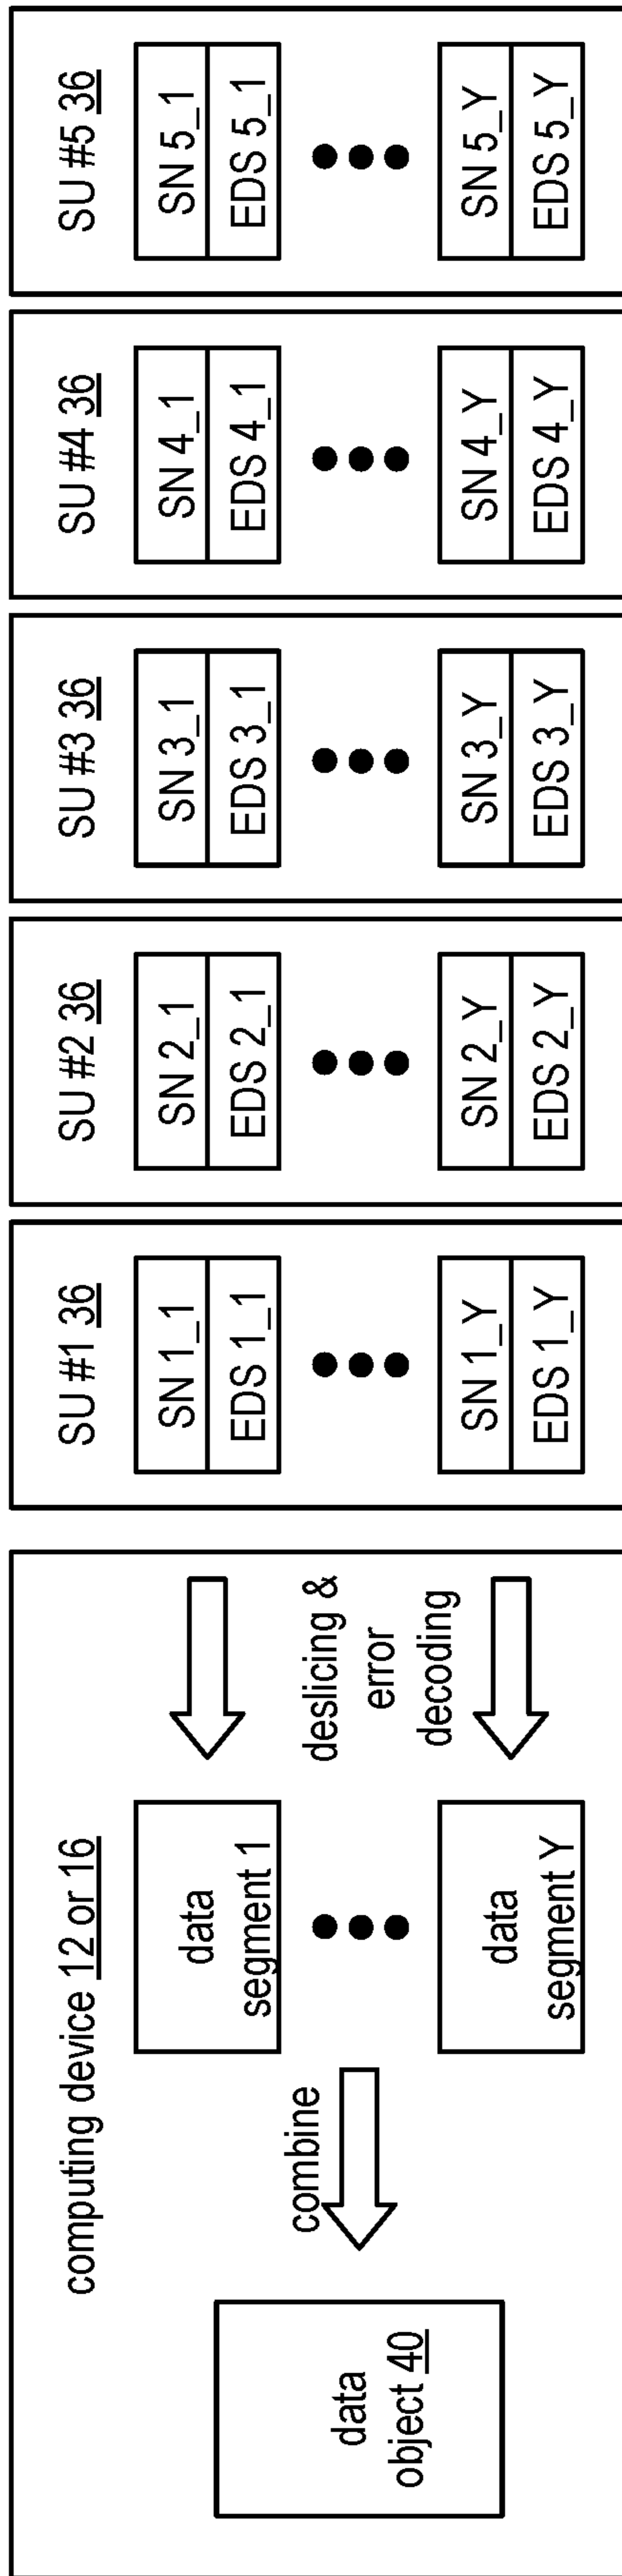 computing device 12 or 16
data
object 40
combine
data
segment 1
data
segment Y
deslicing &
error
decoding
SU #1 36
SN 1_1
EDS 1_1
SN 1_Y
EDS 1_Y
SU #2 36
SN 2_1
EDS 2_1
SN 2_Y
EDS 2_Y
SU #3 36
SN 3_1
EDS 3_1
SN 3_Y
EDS 3_Y
SU #4 36
SN 4_1
EDS 4_1
SN 4_Y
EDS 4_Y
SU #5 36
SN 5_1
EDS 5_1
SN 5_Y
EDS 5_Y